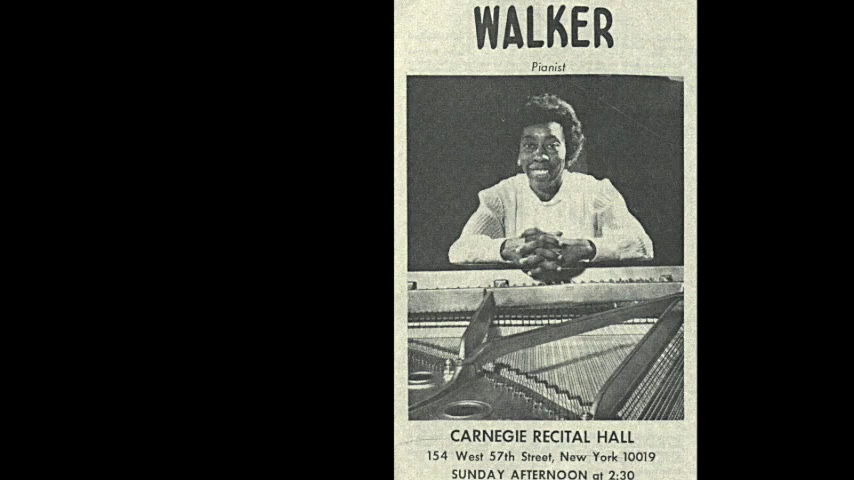 WALKER
Pianist
CARNEGIE RECITAL HALL
154 West 57th Street, New York 10019
SUNDAY AFTERNOON at 2:30